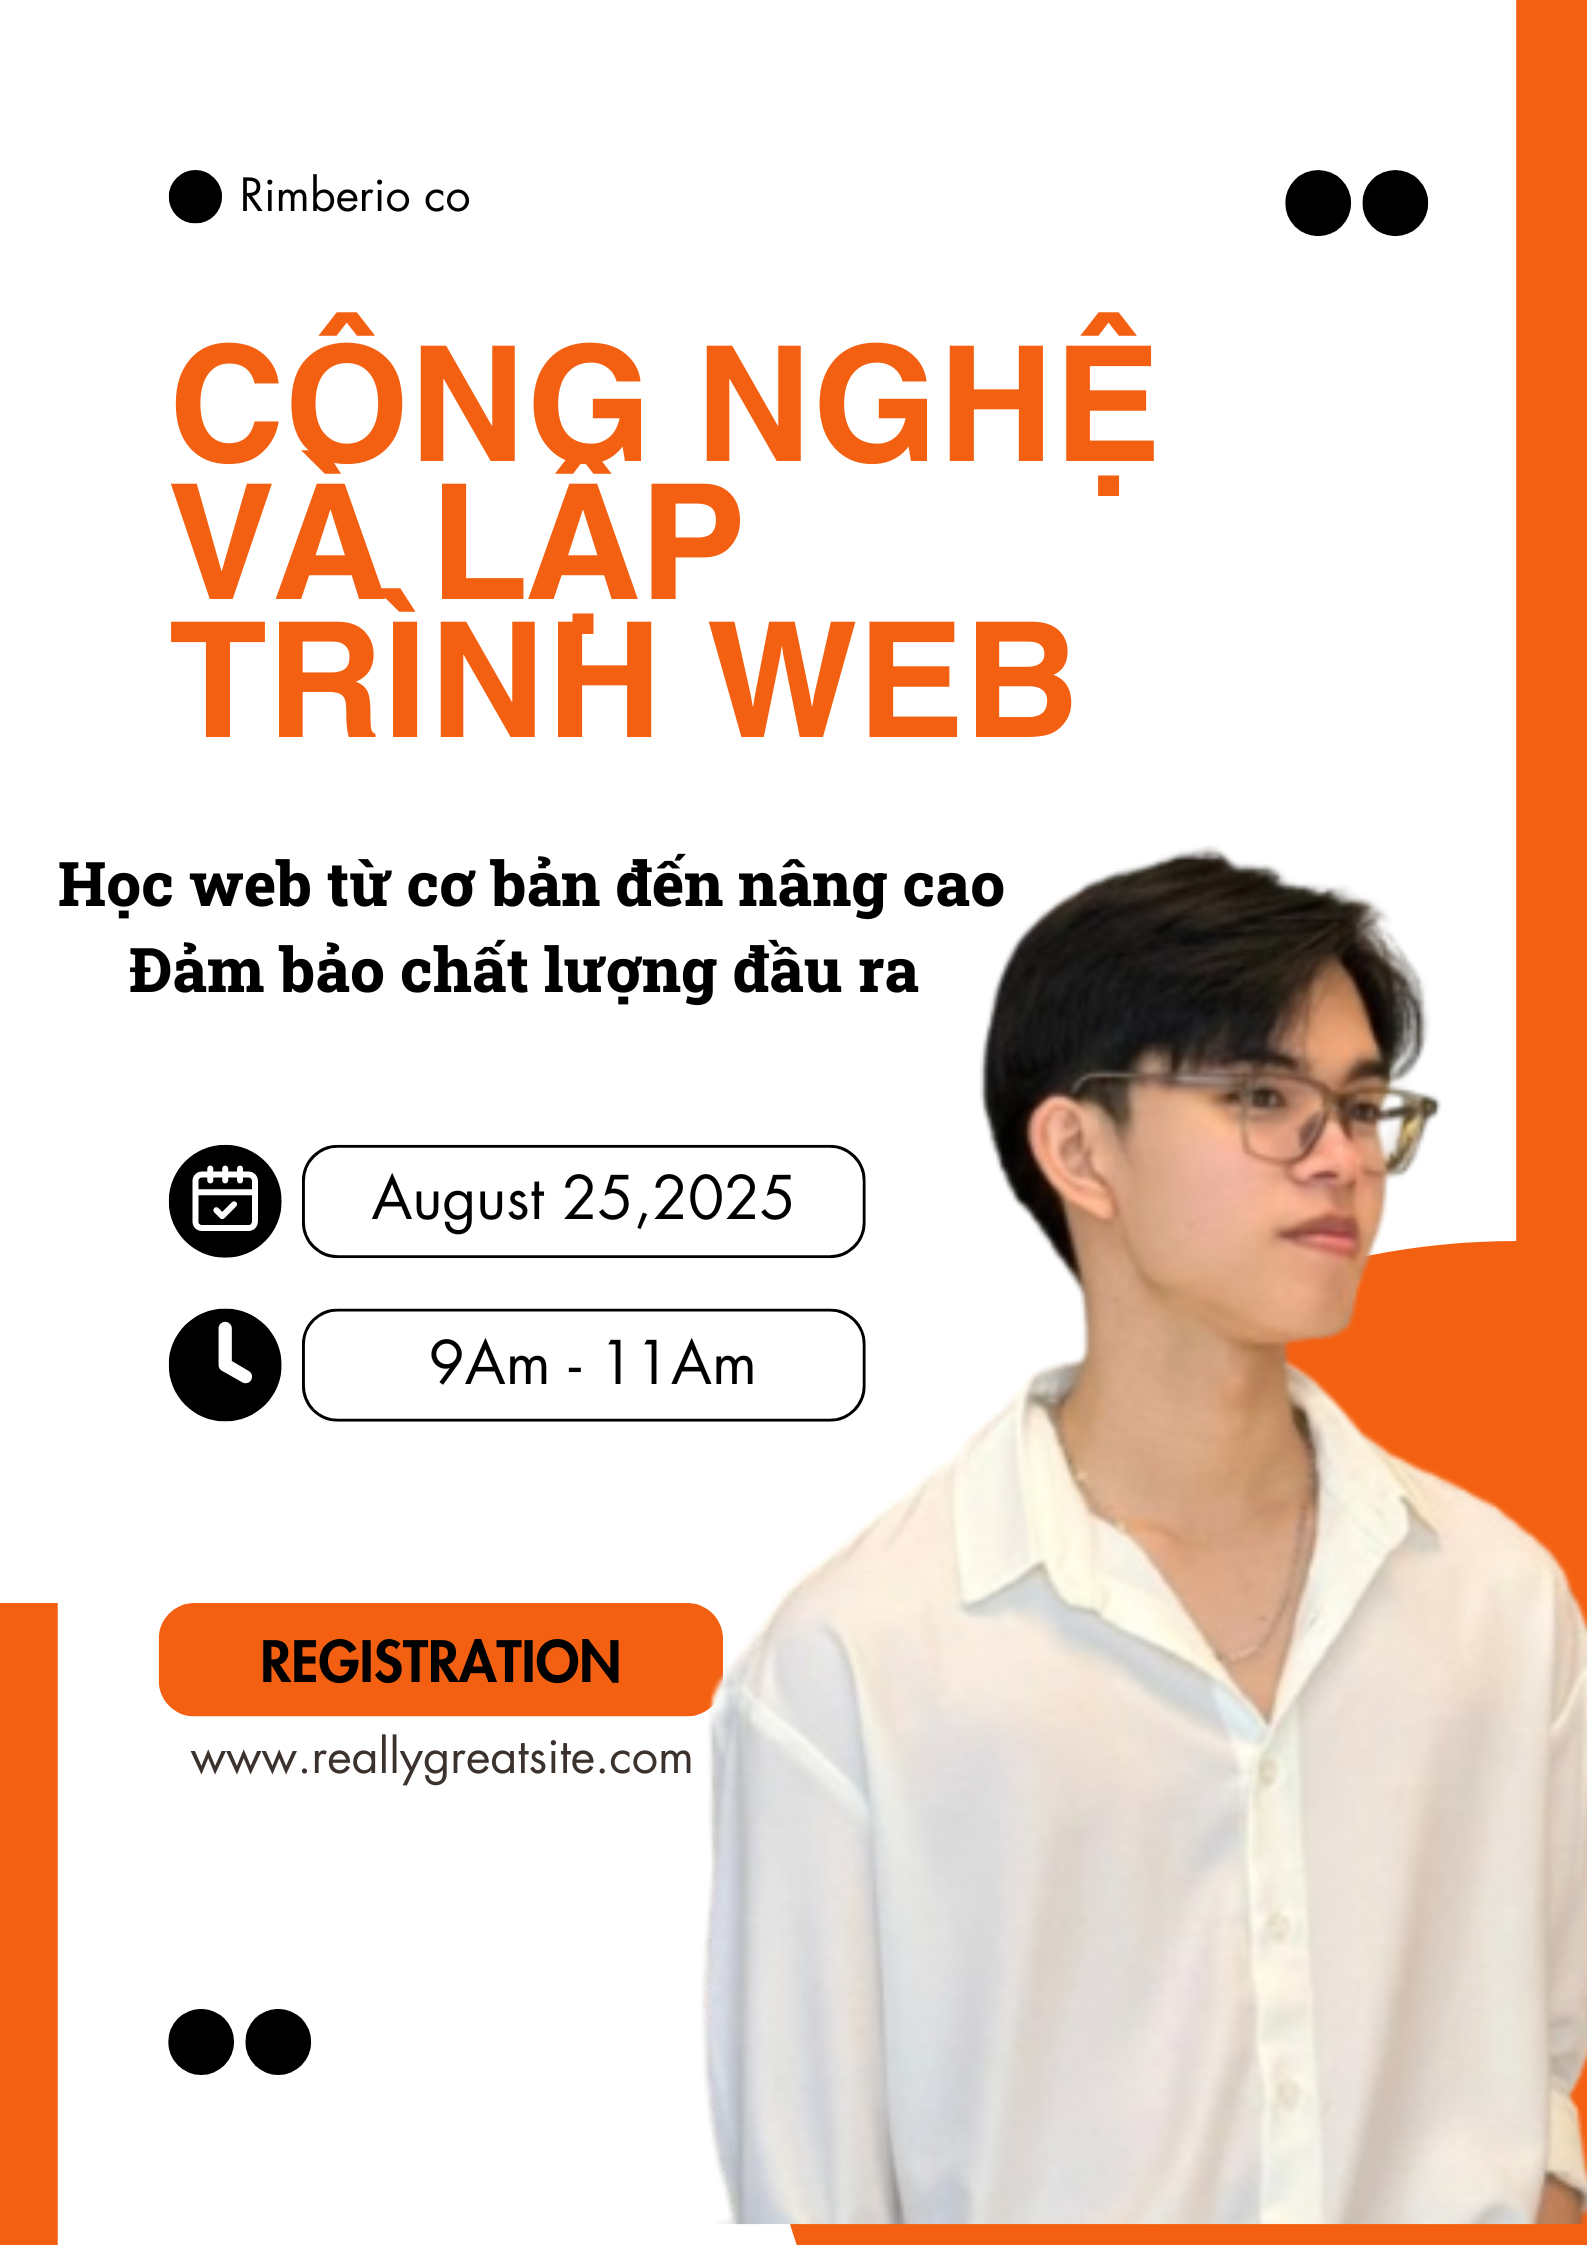 Rimberio co
CÔNG NGHỆ
VÀ LẬP
TRÌNH WEB
Học web từ cơ bản đến nâng cao
Đảm bảo chất lượng đầu ra
August 25,2025
9Am - 11Am
REGISTRATION
www.reallygreatsite.com